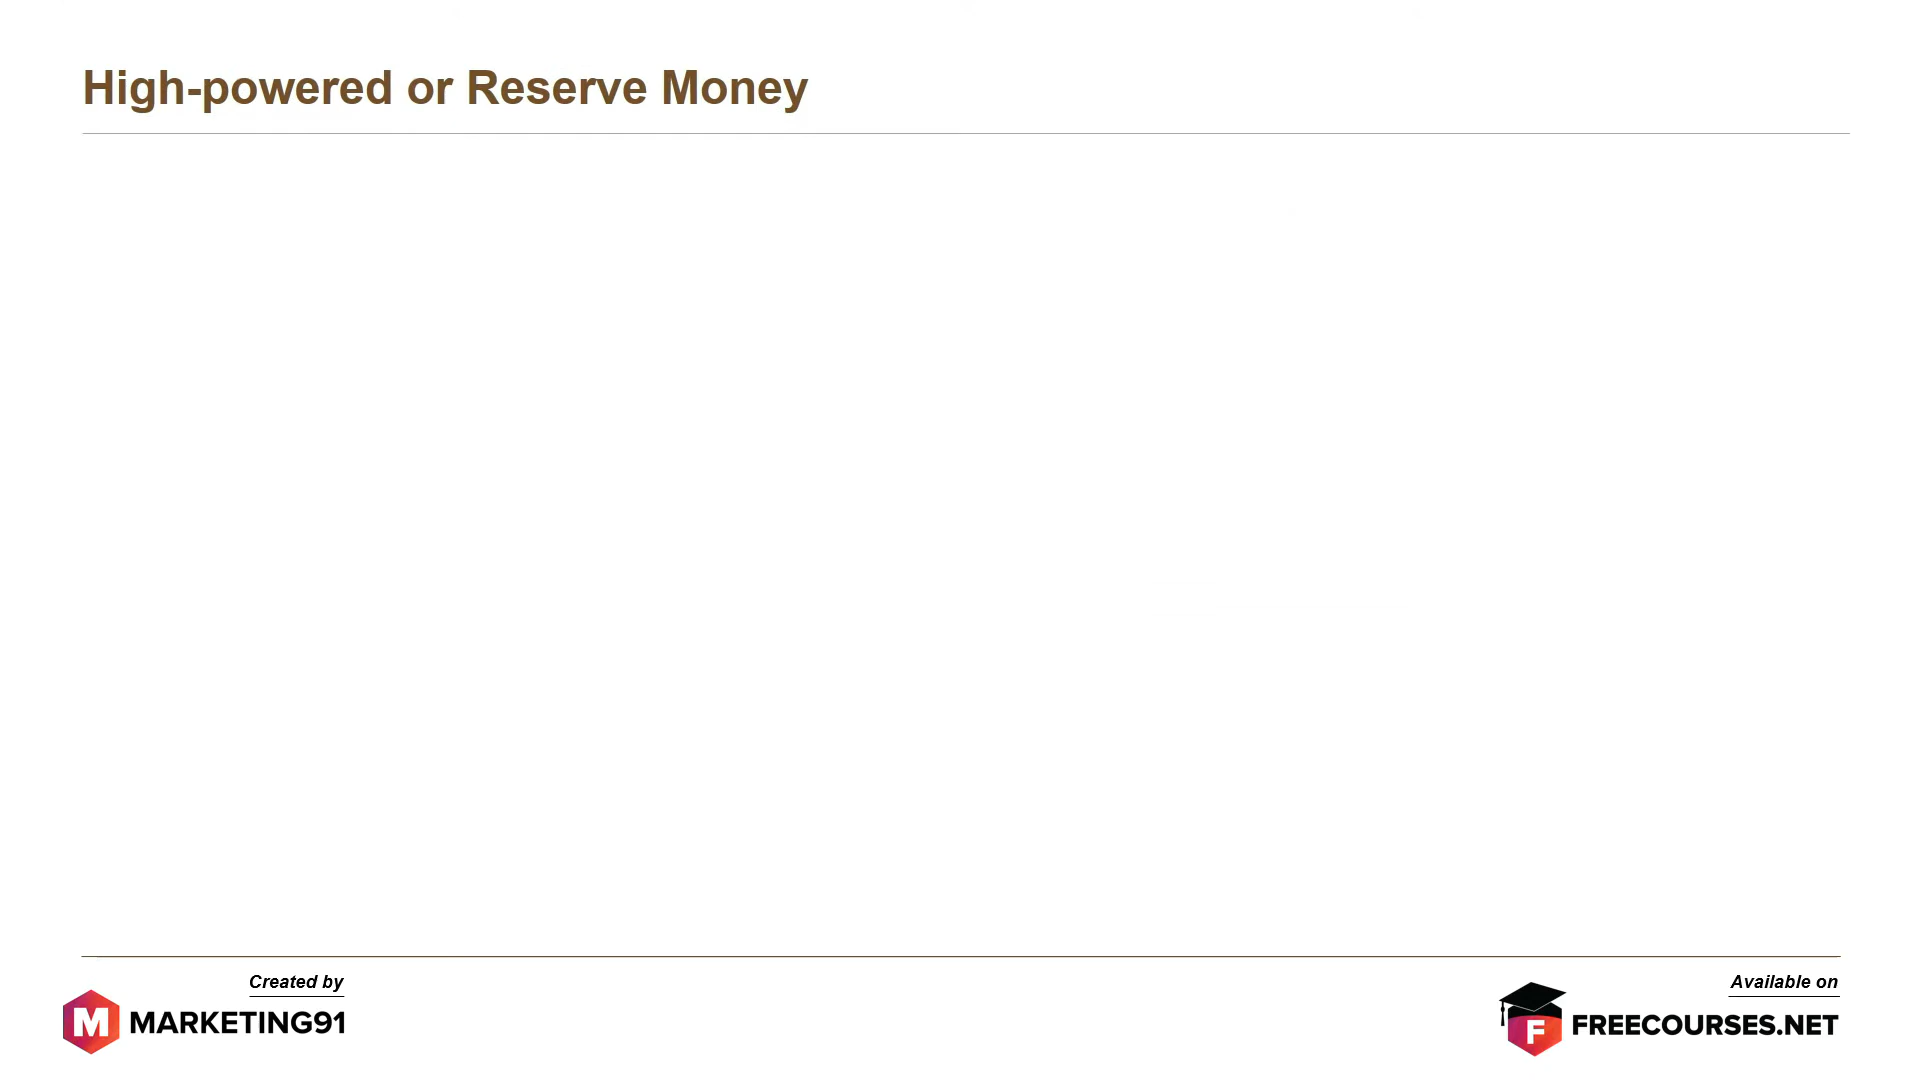 High-powered or Reserve Money
Created by
M MARKETING91
Available on
F FREECOURSES.NET